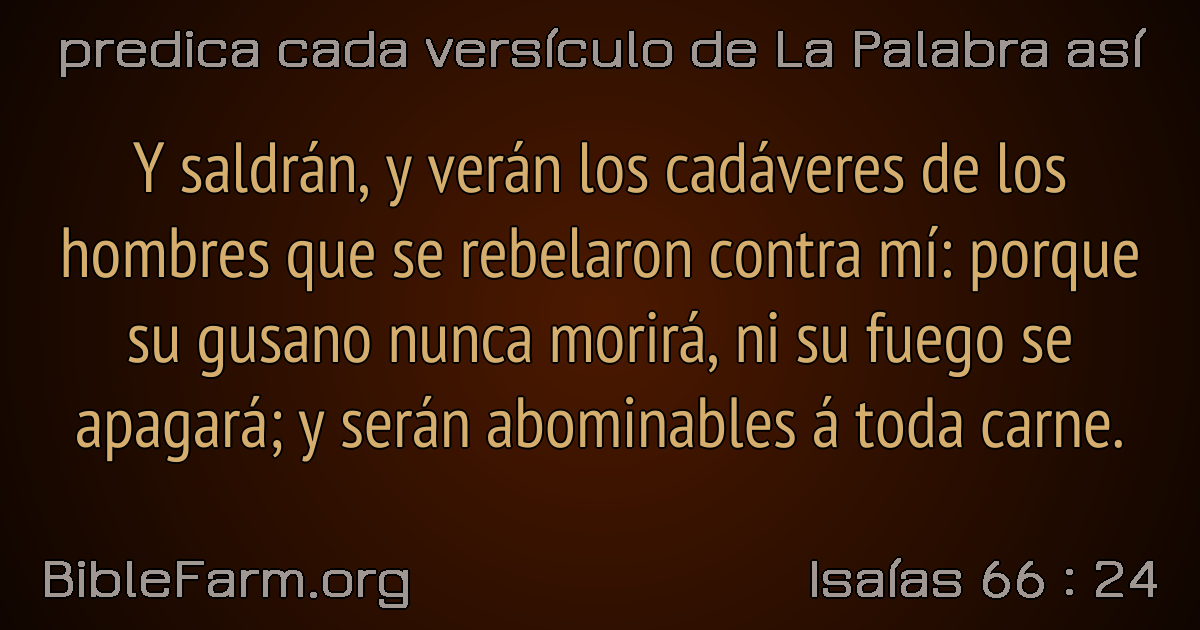 predica cada versículo de La Palabra así
Y saldrán, y verán los cadáveres de los
hombres que se rebelaron contra mí: porque
su gusano nunca morirá, ni su fuego se
apagará; y serán abominables á toda carne.
BibleFarm.org
Isaías 66 : 24